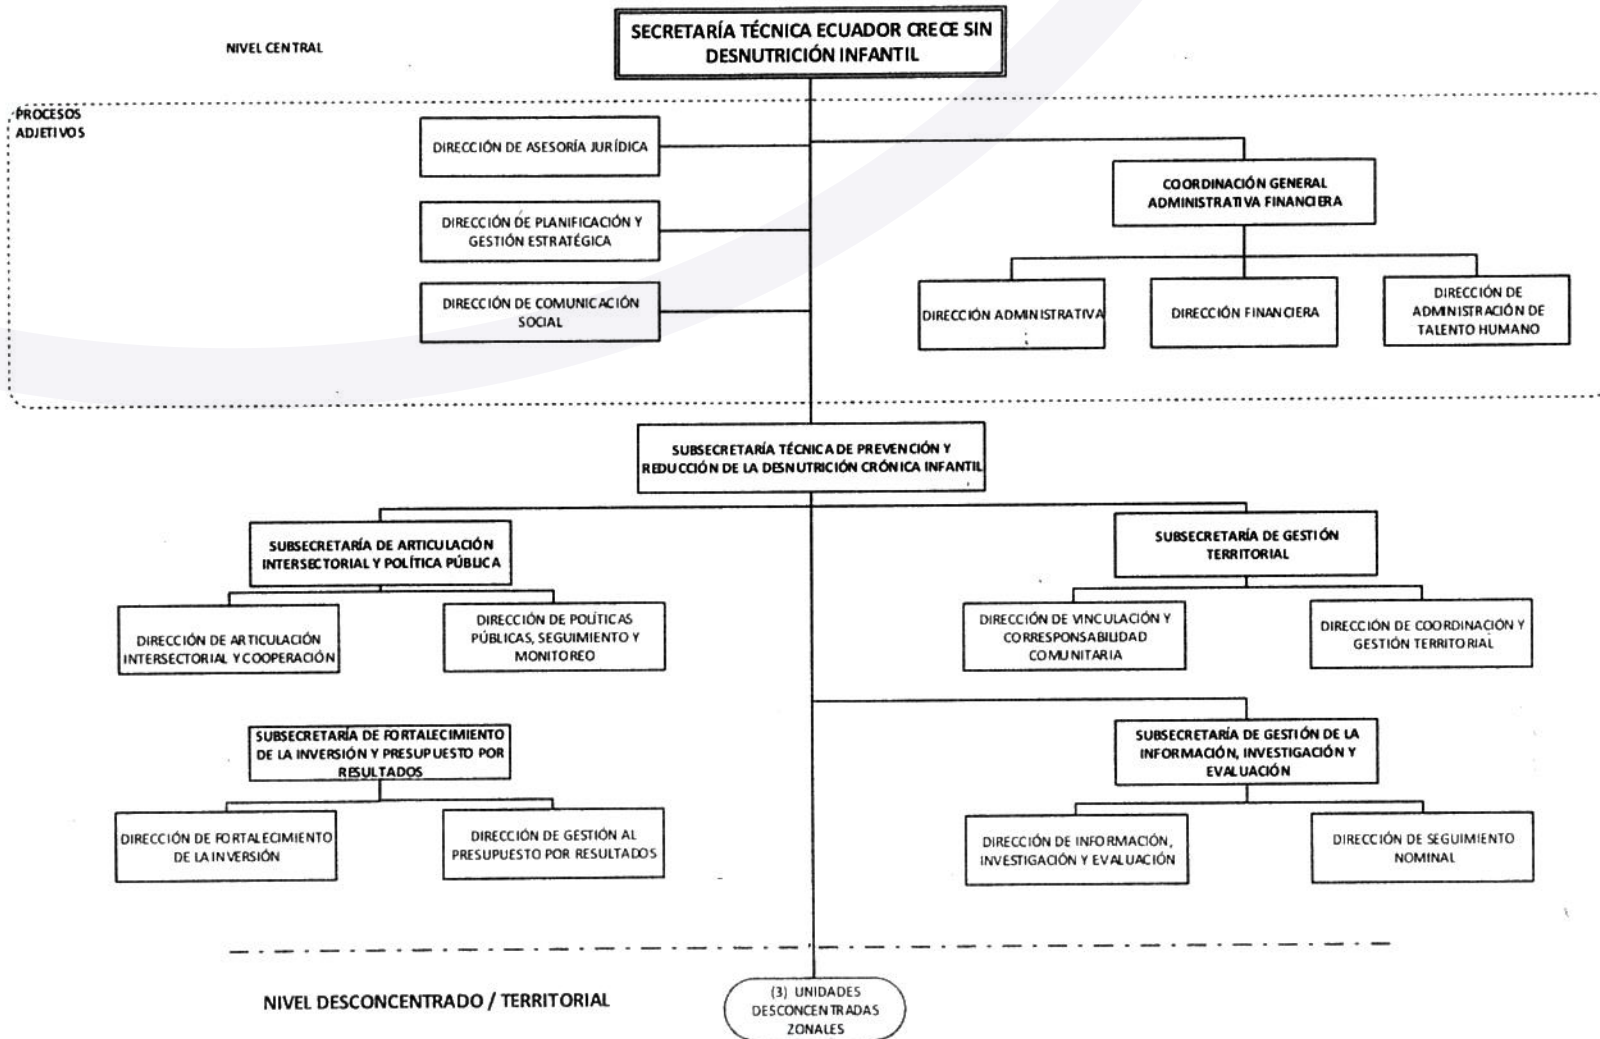 SECRETARÍA TÉCNICA ECUADOR CRECE SIN
DESNUTRICIÓN INFANTIL
NIVEL CENTRAL
PROCESOS
ADJETIVOS
DIRECCIÓN DE ASESORÍA JURÍDICA
COORDINACIÓN GENERAL
ADMINISTRATIVA FINANCIERA
DIRECCIÓN DE PLANIFICACIÓN Y
GESTIÓN ESTRATÉGICA
DIRECCIÓN DE COMUNICACIÓN
SOCIAL
DIRECCIÓN ADMINISTRATIVA
DIRECCIÓN FINANCIERA
DIRECCIÓN DE
ADMINISTRACIÓN DE
TALENTO HUMANO
SUBSECRETARÍA TÉCNICA DE PREVENCIÓN Y
REDUCCIÓN DE LA DESNUTRICIÓN CRÓNICA INFANTIL
SUBSECRETARÍA DE ARTICULACIÓN
INTERSECTORIAL Y POLÍTICA PÚBLICA
SUBSECRETARÍA DE GESTIÓN
TERRITORIAL
DIRECCIÓN DE ARTICULACIÓN
INTERSECTORIAL Y COOPERACIÓN
DIRECCIÓN DE POLÍTICAS
PÚBLICAS, SEGUIMIENTO Y
MONITOREO
DIRECCIÓN DE VINCULACIÓN Y
CORRESPONSABILIDAD
COMUNITARIA
DIRECCIÓN DE COORDINACIÓN Y
GESTIÓN TERRITORIAL
SUBSECRETARÍA DE FORTALECIMIENTO
DE LA INVERSIÓN Y PRESUPUESTO POR
RESULTADOS
SUBSECRETARÍA DE GESTIÓN DE LA
INFORMACIÓN, INVESTIGACIÓN Y
EVALUACIÓN
DIRECCIÓN DE FORTALECIMIENTO
DE LA INVERSIÓN
DIRECCIÓN DE GESTIÓN AL
PRESUPUESTO POR RESULTADOS
DIRECCIÓN DE INFORMACIÓN,
INVESTIGACIÓN Y EVALUACIÓN
DIRECCIÓN DE SEGUIMIENTO
NOMINAL
NIVEL DESCONCENTRADO / TERRITORIAL
(3) UNIDADES
DESCONCENTRADAS
ZONALES